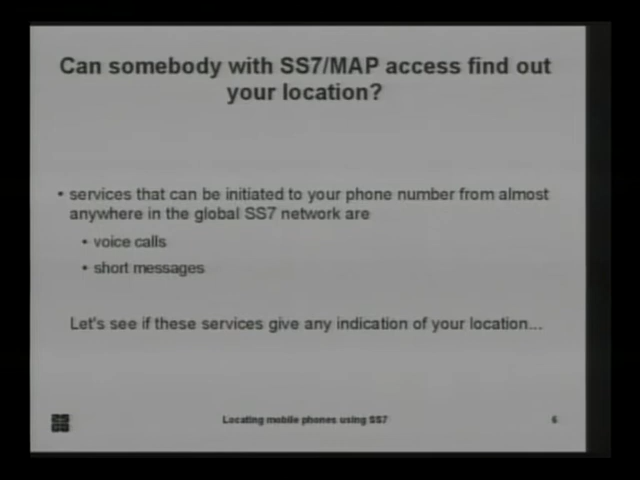 Can somebody with SS7/MAP access find out
your location?
• services that can be initiated to your phone number from almost
anywhere in the global SS7 network are
• voice calls
• short messages
Let's see if these services give any indication of your location...
Locating mobile phones using SS7
6